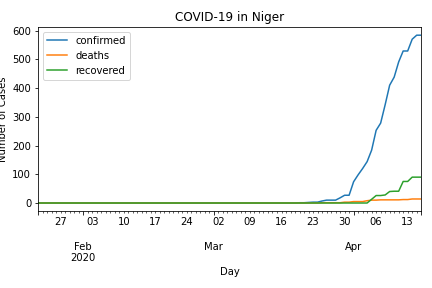 COVID-19 in Niger
confirmed
deaths
recovered
Number of Cases
600
500
400
300
200
100
0
27 03 10 17 24 02 09 16 23 30 06 13
Feb Mar Apr
2020
Day